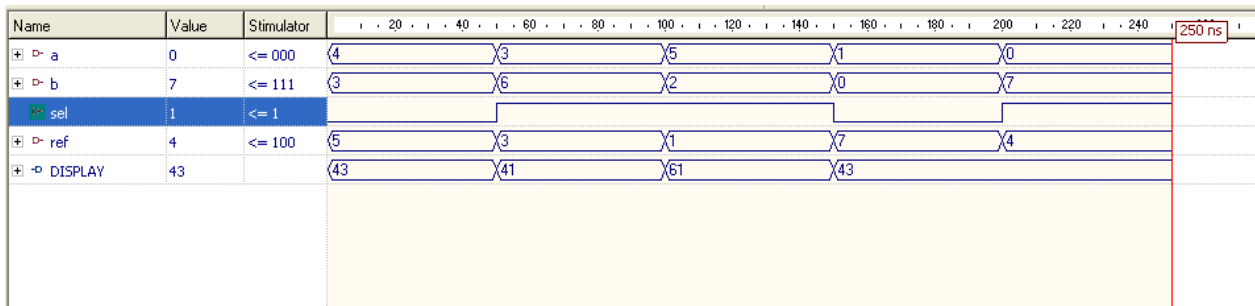 Name Value Stimulator 20 40 60 80 100 120 140 160 180 200 220 240
250 ns
a 0 <= 000 4 3 5 1 0
b 7 <= 111 3 6 2 0 7
sel 1 <= 1
ref 4 <= 100 5 3 1 7 4
DISPLAY 43 43 41 61 43